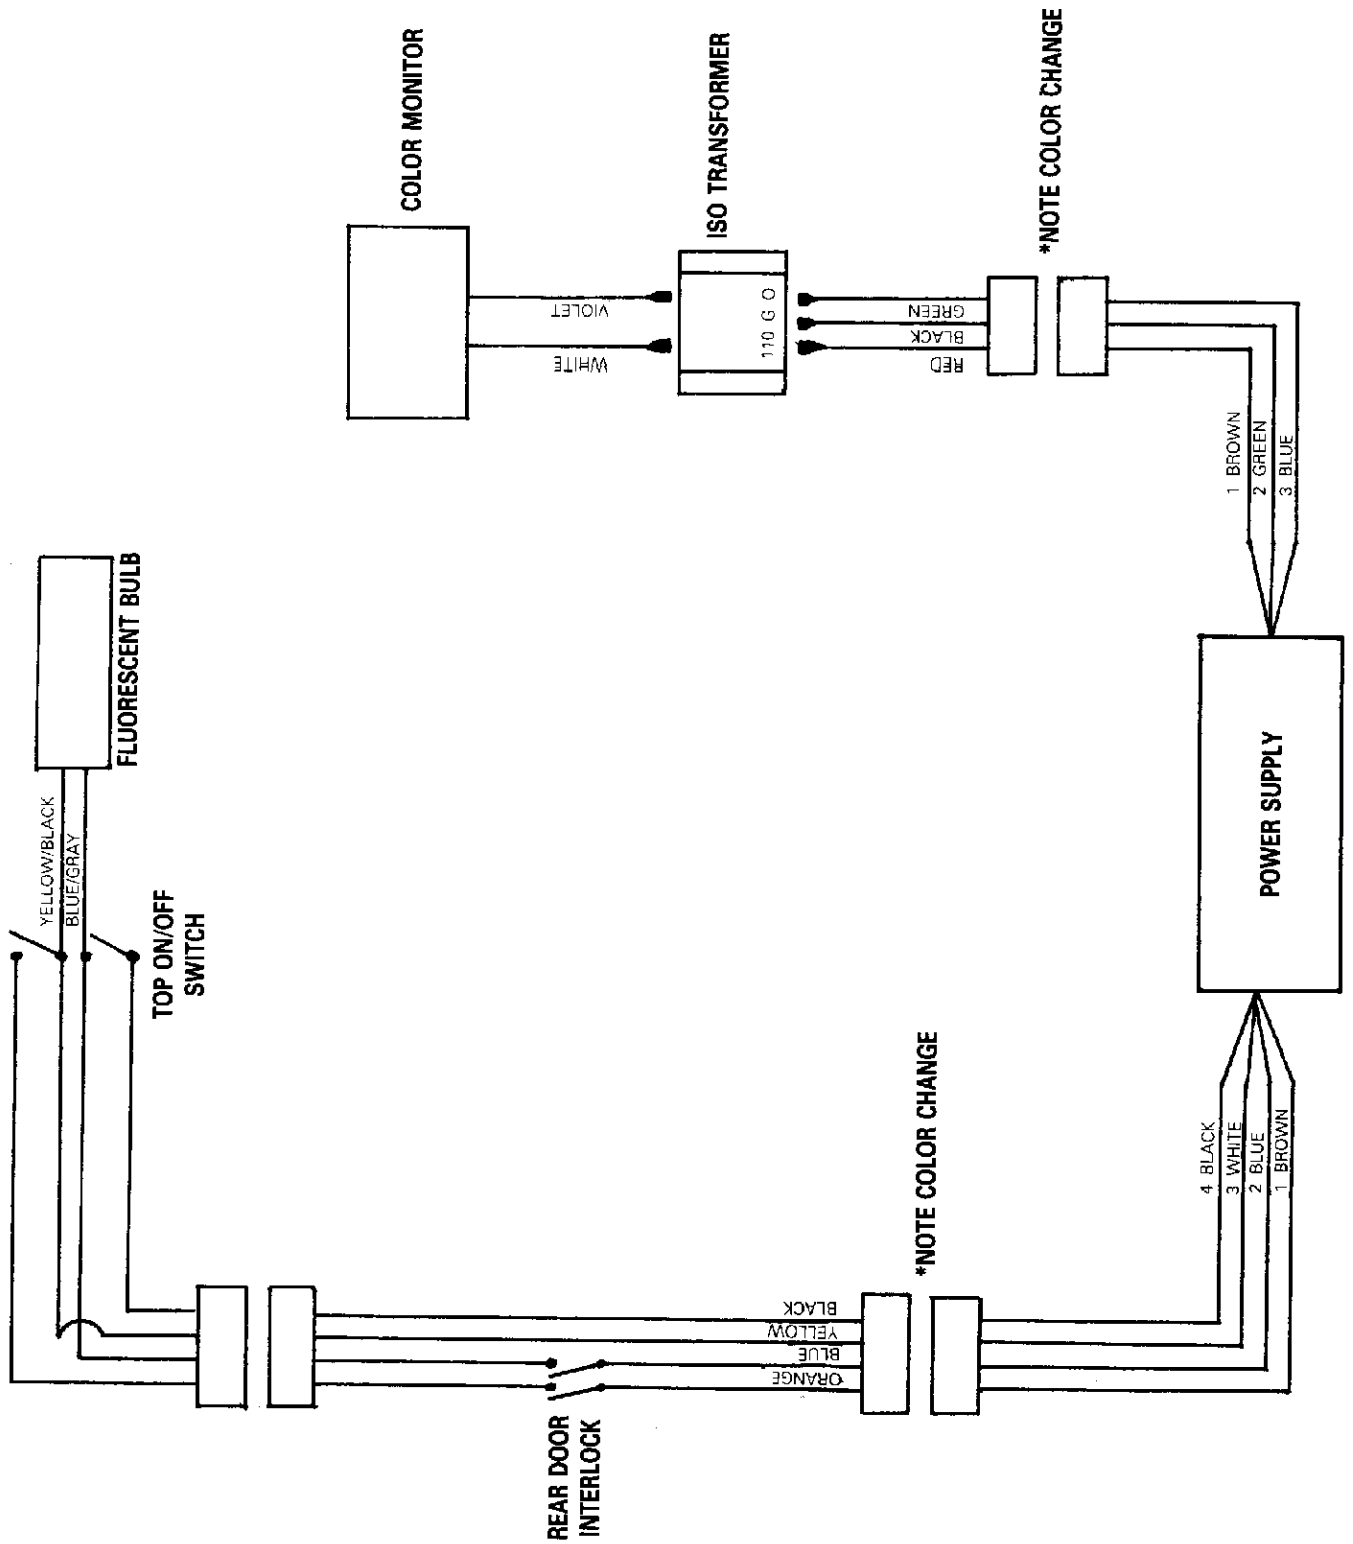 COLOR MONITOR
VIOLET
WHITE
ISO TRANSFORMER
110 G O
GREEN
BLACK
RED
*NOTE COLOR CHANGE
1 BROWN
2 GREEN
3 BLUE
FLUORESCENT BULB
YELLOW/BLACK
BLUE/GRAY
TOP ON/OFF
SWITCH
POWER SUPPLY
*NOTE COLOR CHANGE
4 BLACK
3 WHITE
2 BLUE
1 BROWN
BLACK
YELLOW
BLUE
ORANGE
REAR DOOR
INTERLOCK